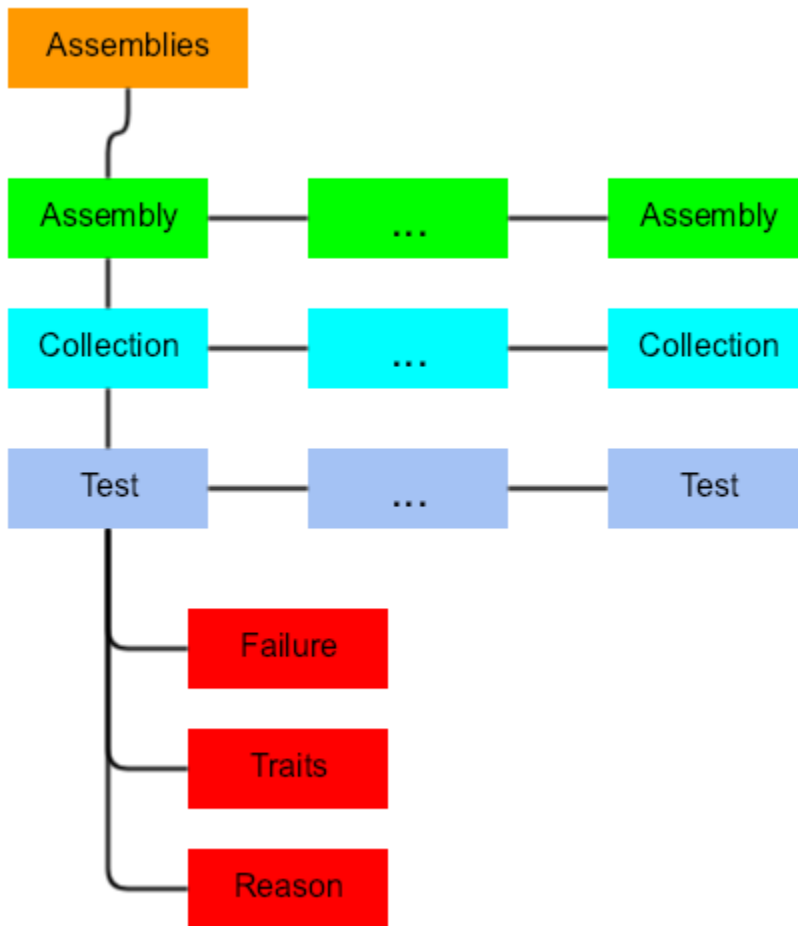 Assemblies
Assembly ... Assembly
Collection ... Collection
Test ... Test
Failure
Traits
Reason